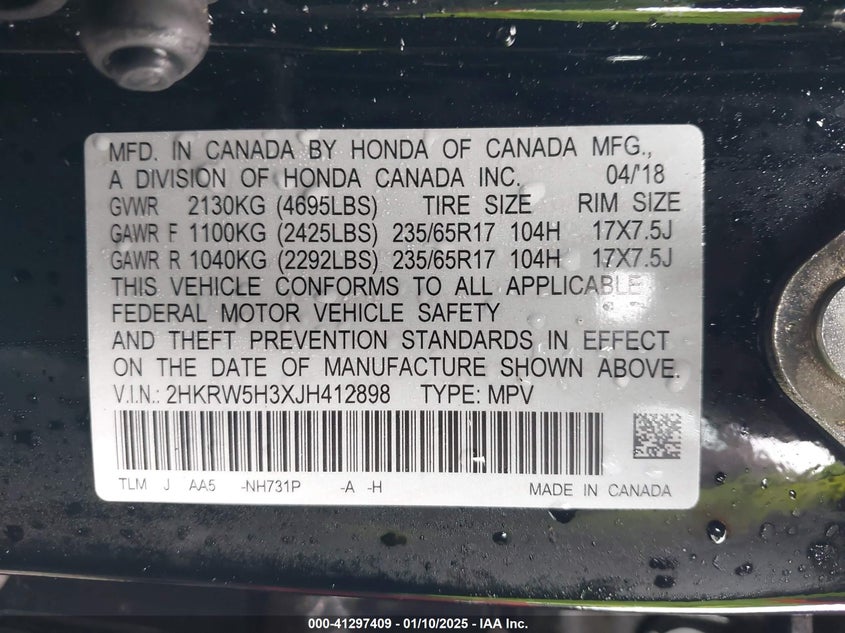 MFD. IN CANADA BY HONDA OF CANADA MFG.,
A DIVISION OF HONDA CANADA INC. 04/'18
GVWR 2130KG (4695LBS) TIRE SIZE RIM SIZE
GAWR F 1100KG (2425LBS) 235/65R17 104H 17X7.5J
GAWR R 1040KG (2292LBS) 235/65R17 104H 17X7.5J
THIS VEHICLE CONFORMS TO ALL APPLICABLE
FEDERAL MOTOR VEHICLE SAFETY
AND THEFT PREVENTION STANDARDS IN EFFECT
ON THE DATE OF MANUFACTURE SHOWN ABOVE.
V.I.N.: 2HKRW5H3XJH412898 TYPE: MPV
TLM J AA5 -NH731P -A -H MADE IN CANADA
000-41297409 - 01/10/2025 - IAA Inc.